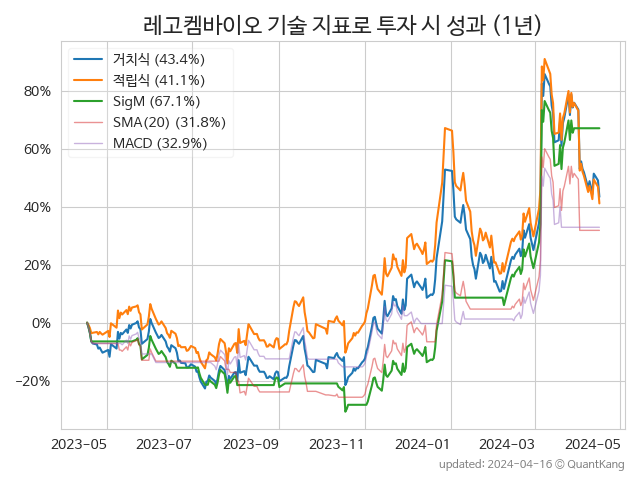 레고켐바이오 기술 지표로 투자 시 성과 (1년)
거치식 (43.4%)
적립식 (41.1%)
SigM (67.1%)
SMA(20) (31.8%)
MACD (32.9%)
80%
60%
40%
20%
0%
−20%
2023-05
2023-07
2023-09
2023-11
2024-01
2024-03
2024-05
updated: 2024-04-16 © QuantKang